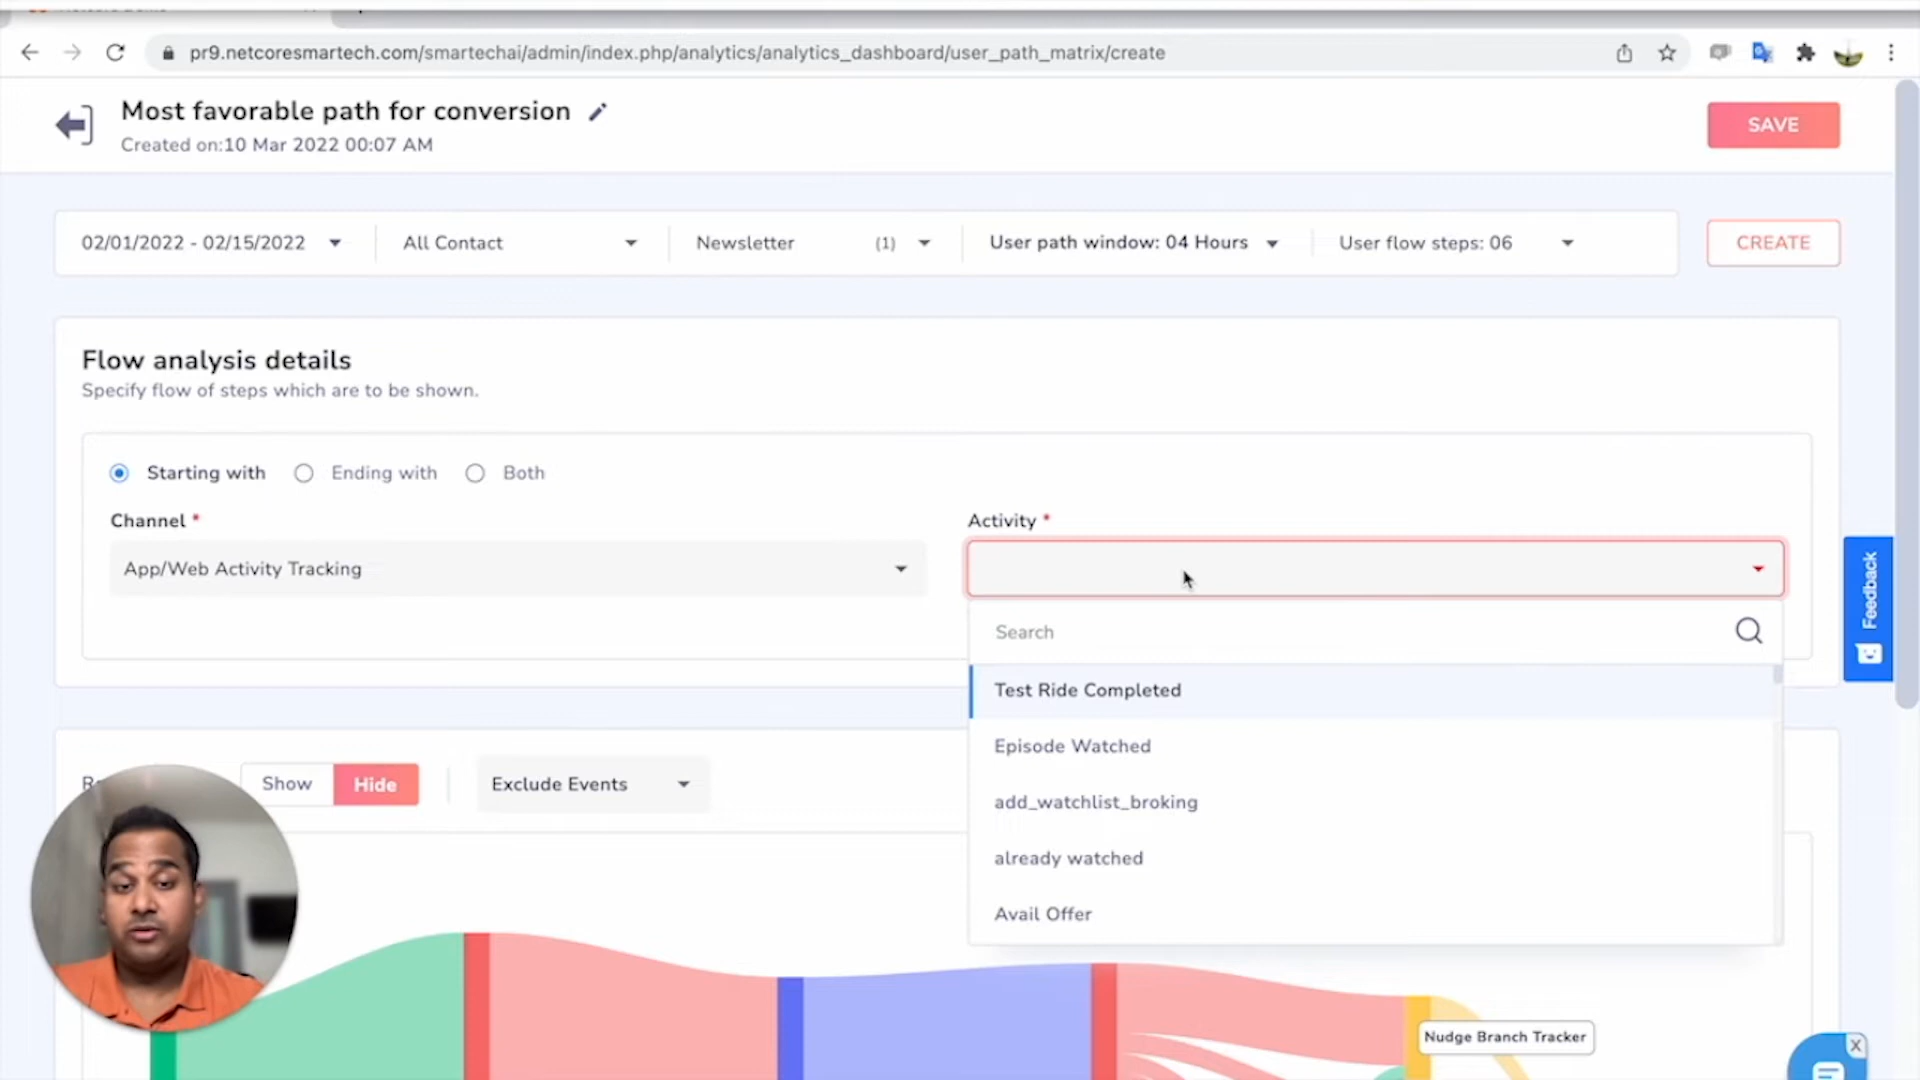 pr9.netcoresmartech.com/smartechai/admin/index.php/analytics/analytics_dashboard/user_path_matrix/create
Most favorable path for conversion
Created on:10 Mar 2022 00:07 AM
SAVE
02/01/2022 - 02/15/2022
All Contact
Newsletter (1)
User path window: 04 Hours
User flow steps: 06
CREATE
Flow analysis details
Specify flow of steps which are to be shown.
Starting with
Ending with
Both
Channel *
Activity *
App/Web Activity Tracking
Feedback
Search
Test Ride Completed
Episode Watched
add_watchlist_broking
already watched
Avail Offer
Show
Hide
Exclude Events
Nudge Branch Tracker
X